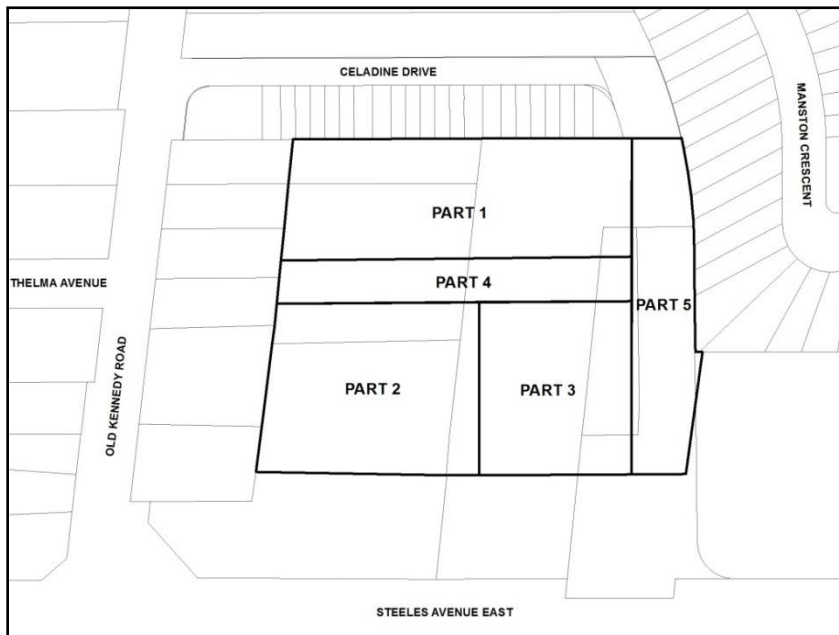 CELADINE DRIVE
MANSTON CRESCENT
PART 1
THELMA AVENUE
PART 4
PART 5
OLD KENNEDY ROAD
PART 2
PART 3
STEELES AVENUE EAST